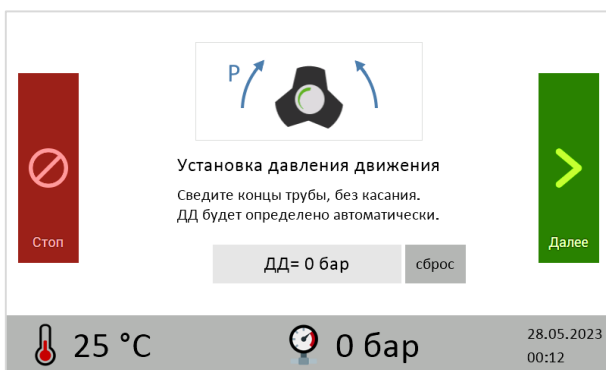 P
Установка давления движения
Сведите концы трубы, без касания.
ДД будет определено автоматически.
Стоп
Далее
ДД= 0 бар
сброс
25 °C
0 бар
28.05.2023
00:12